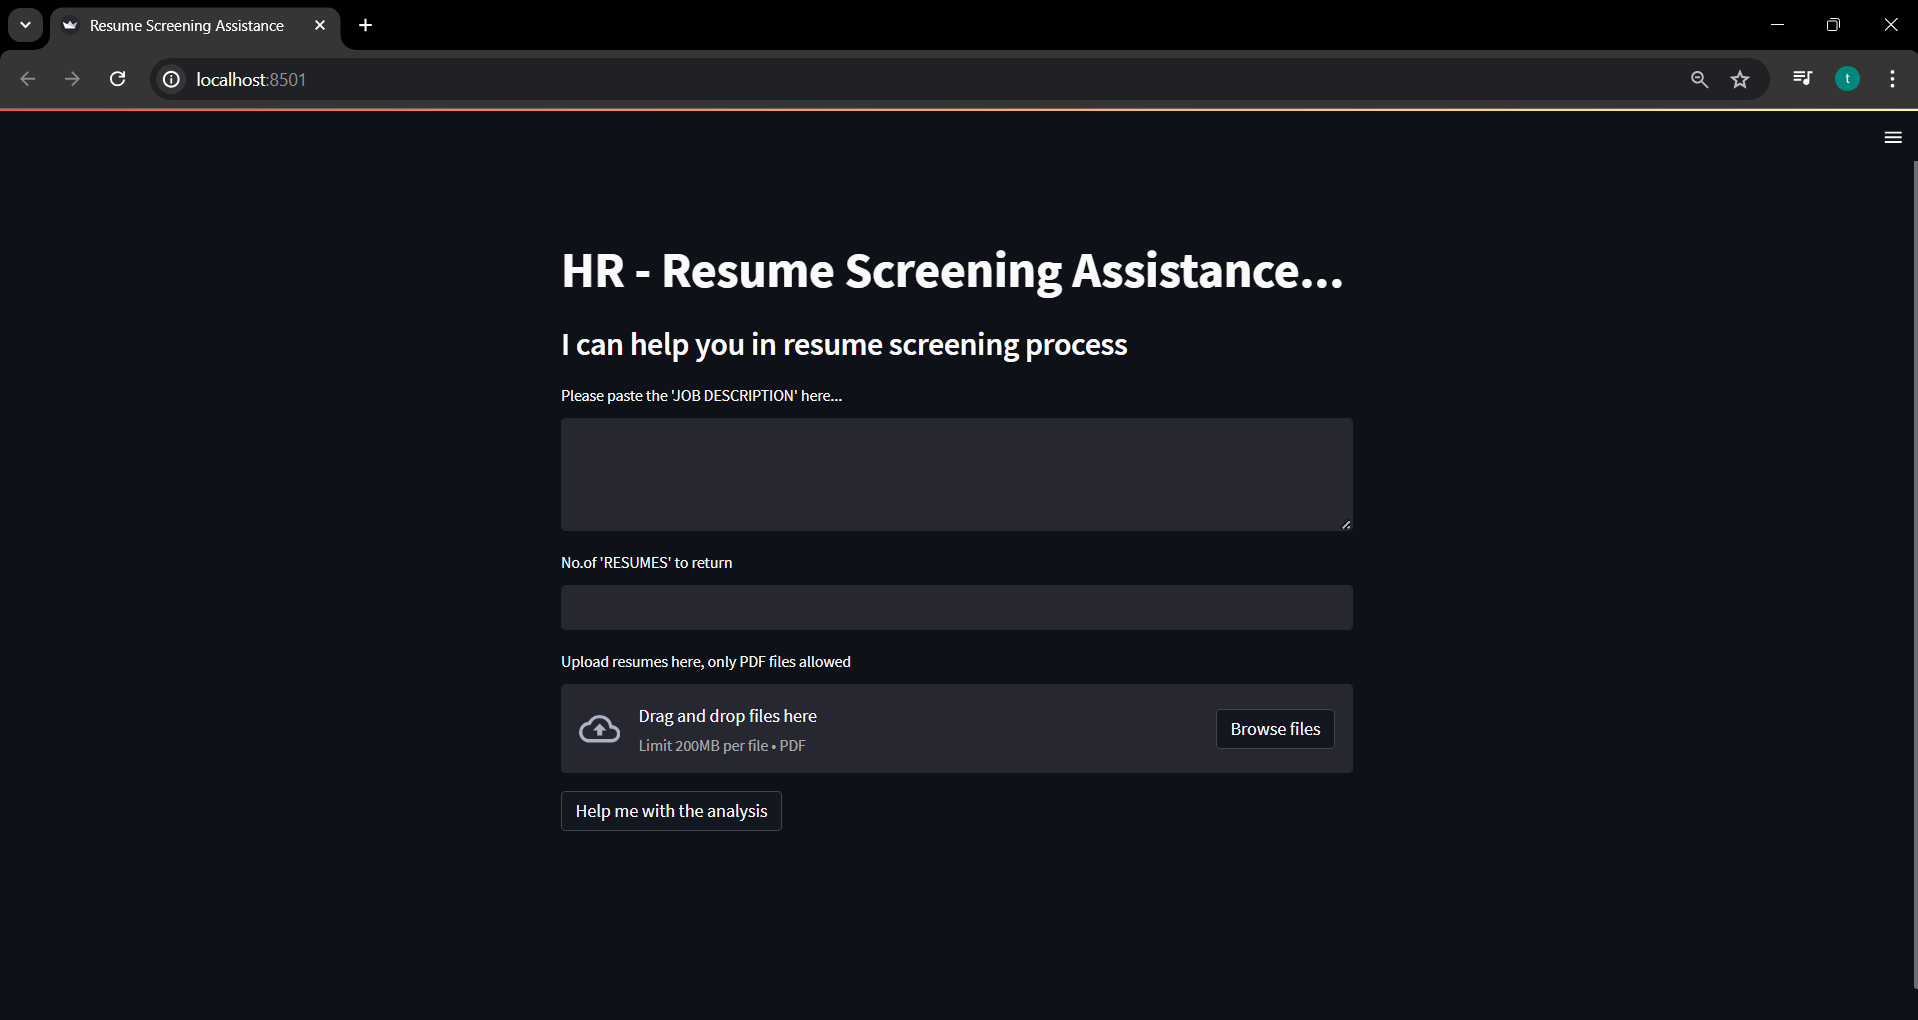 Resume Screening Assistance
localhost:8501
t
HR - Resume Screening Assistance...
I can help you in resume screening process
Please paste the 'JOB DESCRIPTION' here...
No.of 'RESUMES' to return
Upload resumes here, only PDF files allowed
Drag and drop files here
Limit 200MB per file • PDF
Browse files
Help me with the analysis